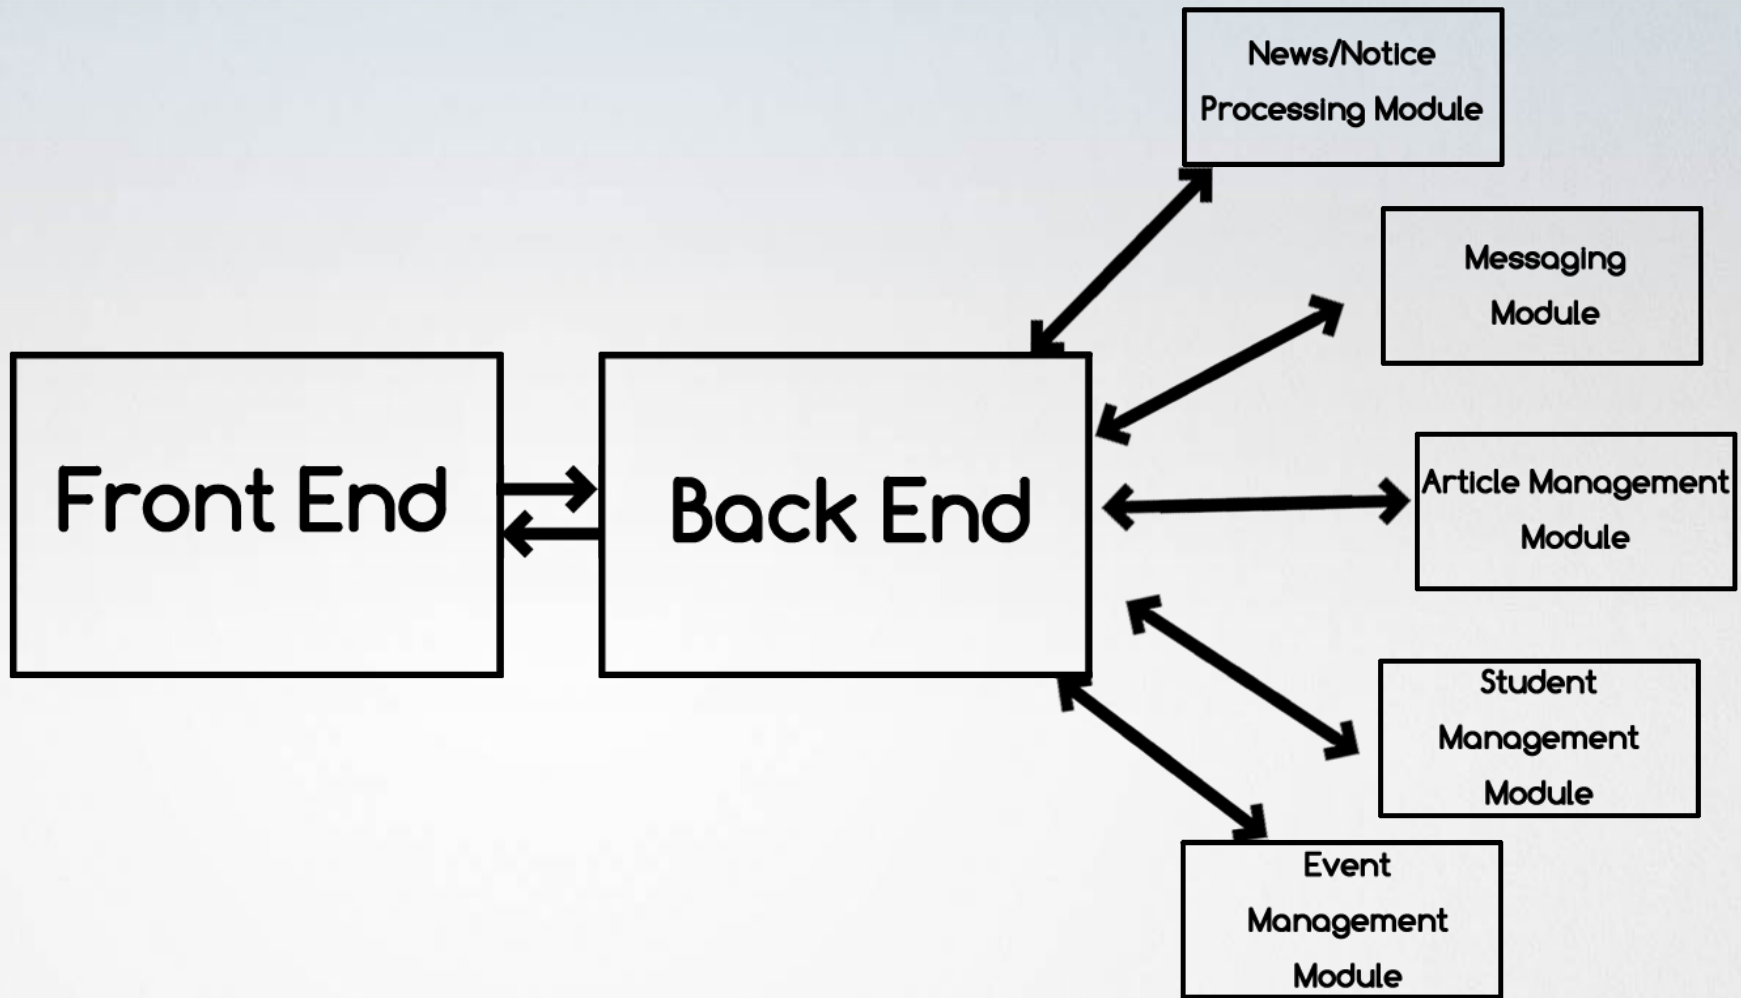 News/Notice
Processing Module
Messaging
Module
Front End
Back End
Article Management
Module
Student
Management
Module
Event
Management
Module